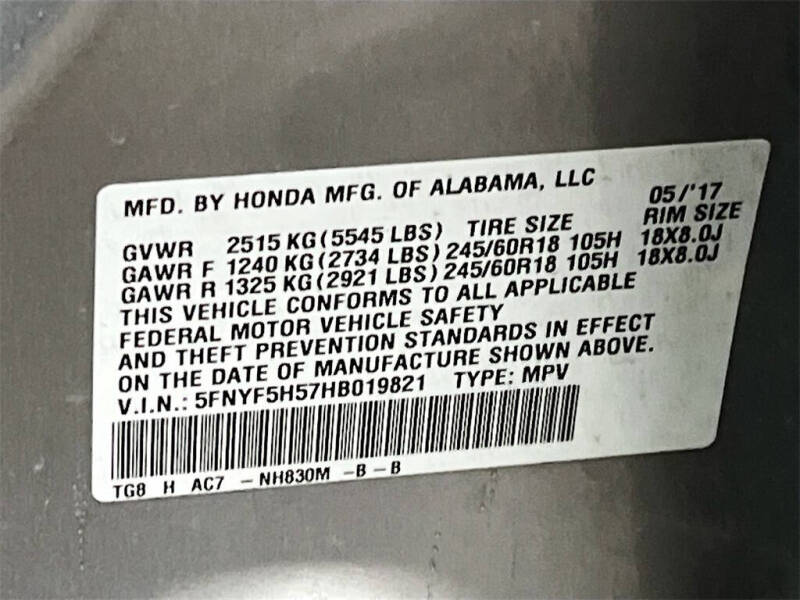 MFD. BY HONDA MFG. OF ALABAMA, LLC 05/'17
GVWR 2515 KG (5545 LBS) TIRE SIZE RIM SIZE
GAWR F 1240 KG (2734 LBS) 245/60R18 105H 18X8.0J
GAWR R 1325 KG (2921 LBS) 245/60R18 105H 18X8.0J
THIS VEHICLE CONFORMS TO ALL APPLICABLE
FEDERAL MOTOR VEHICLE SAFETY
AND THEFT PREVENTION STANDARDS IN EFFECT
ON THE DATE OF MANUFACTURE SHOWN ABOVE.
V.I.N.: 5FNYF5H57HB019821 TYPE: MPV
TG8 H AC7 - NH830M - B - B